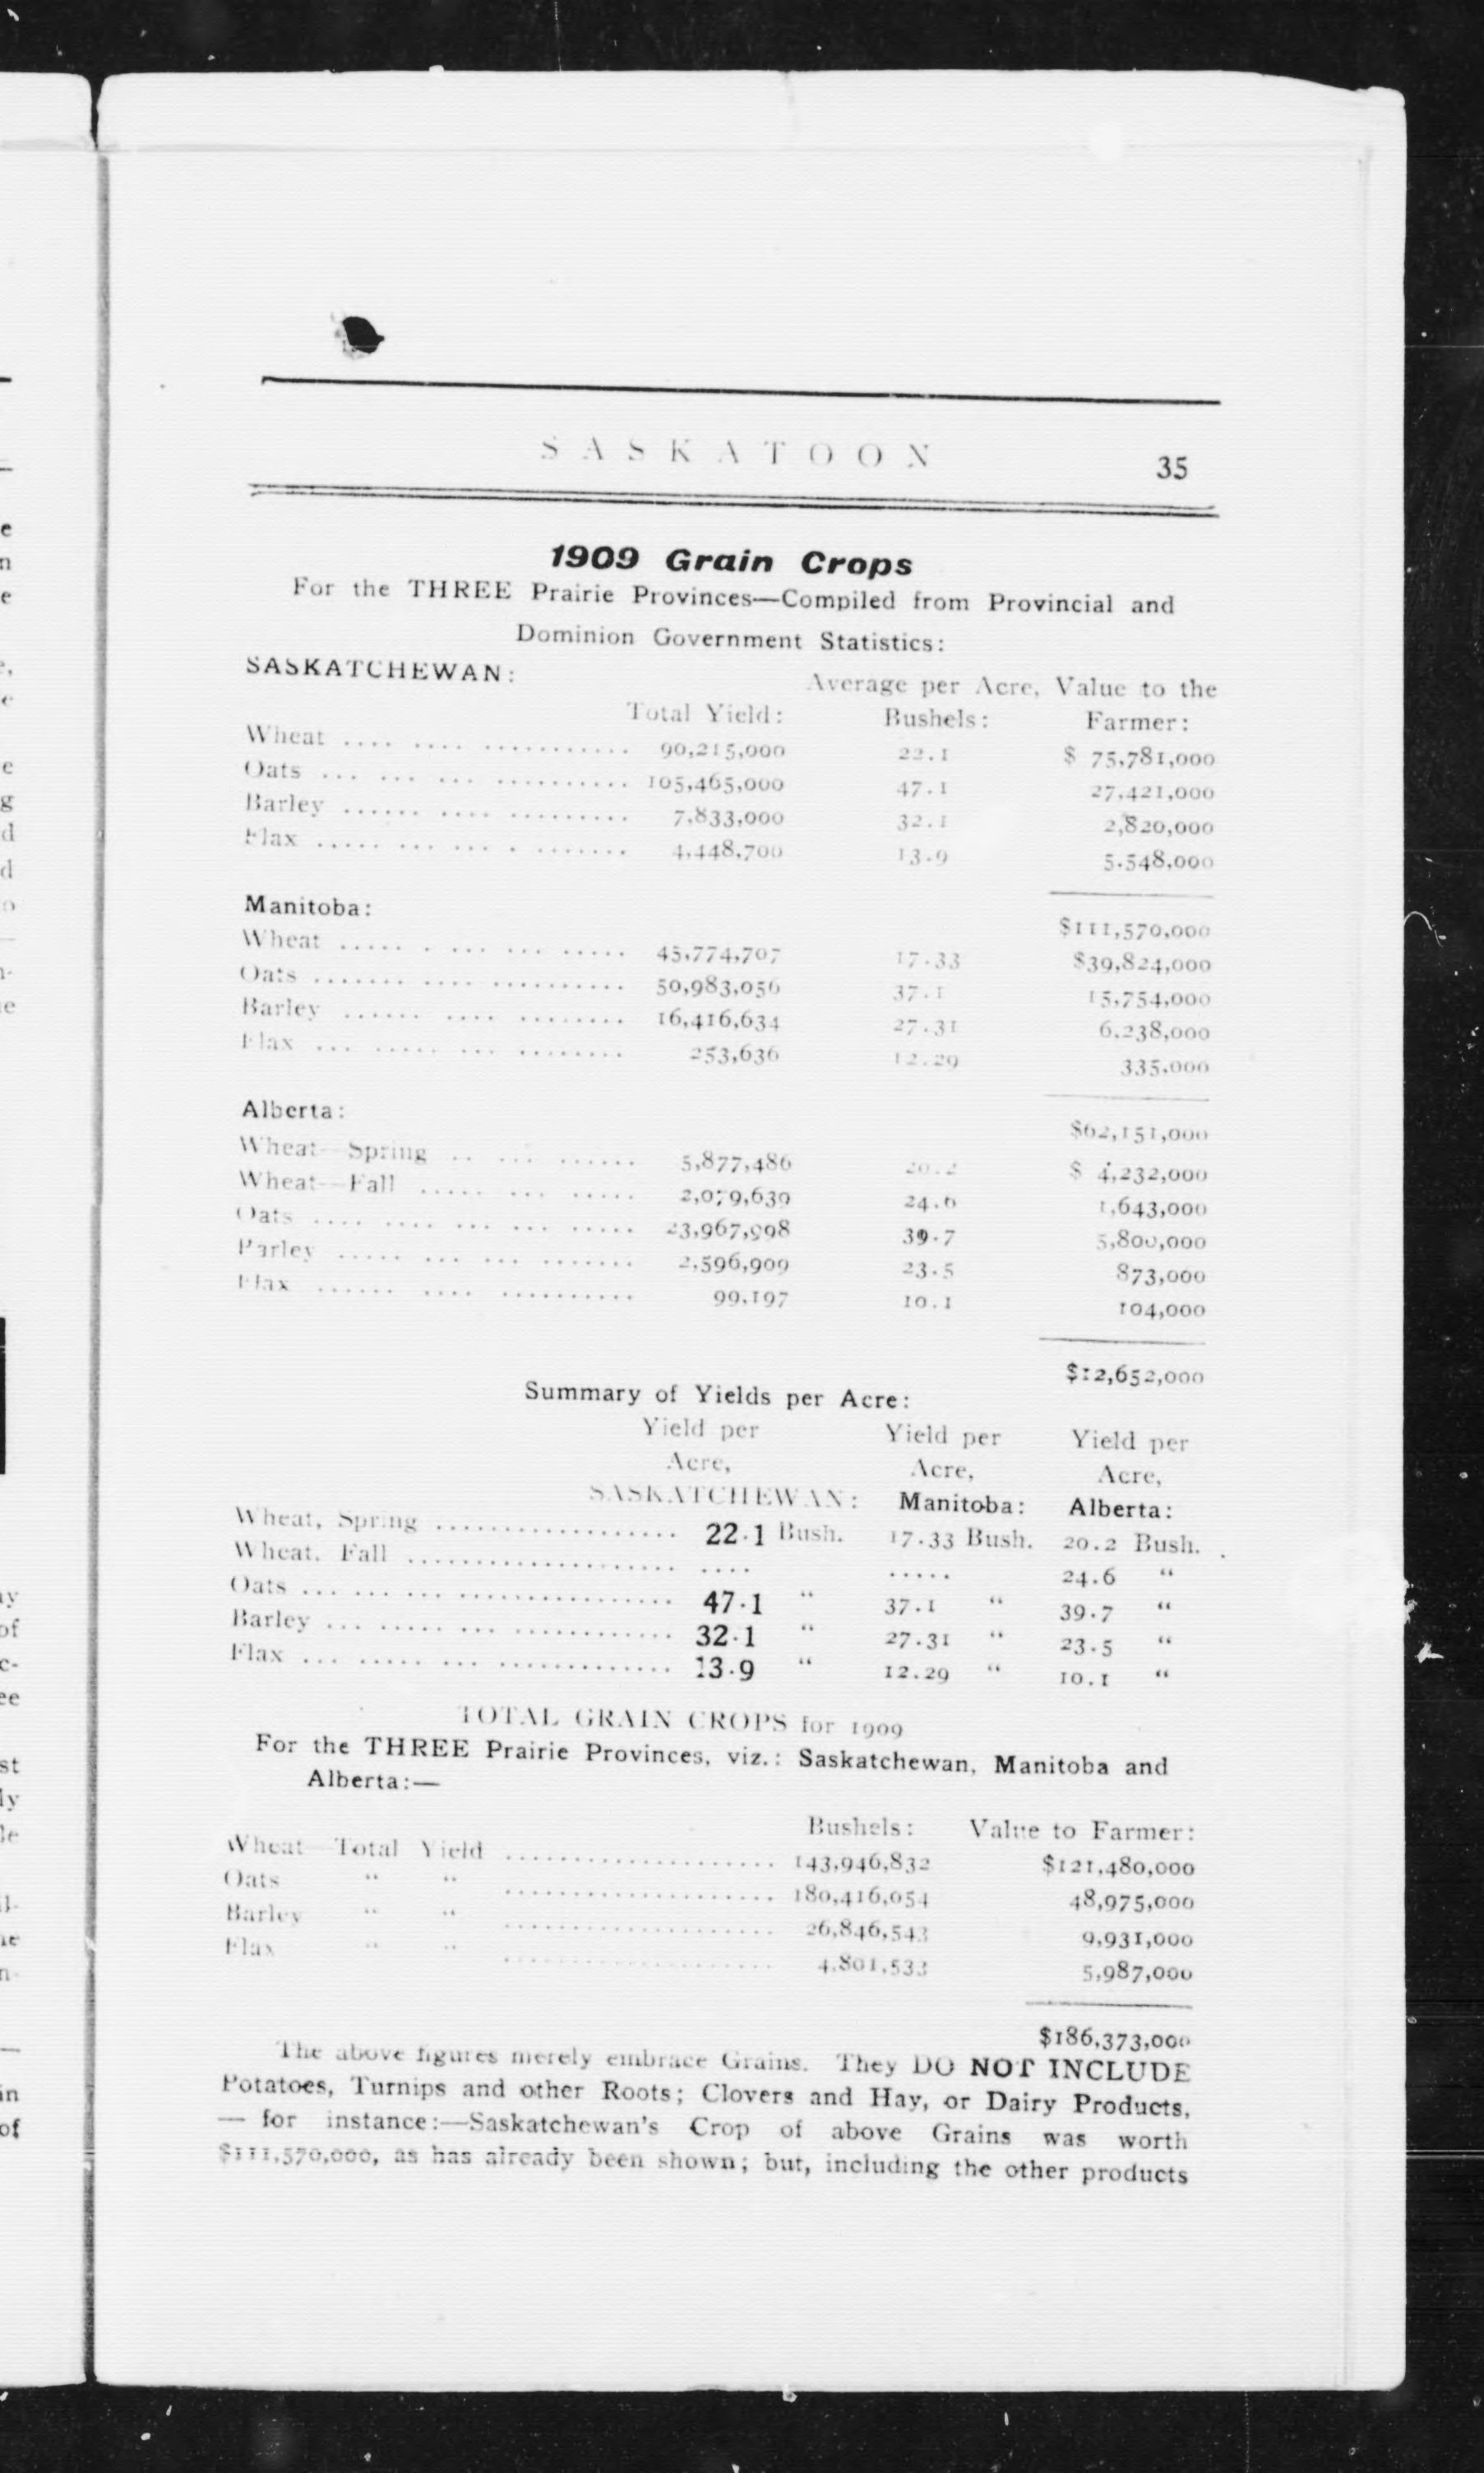 SASKATOON 35
1909 Grain Crops
For the THREE Prairie Provinces—Compiled from Provincial and
Dominion Government Statistics:
SASKATCHEWAN: Average per Acre, Value to the
Total Yield: Bushels: Farmer:
Wheat .... .... ........... 90,215,000 22.1 $ 75,781,000
Oats ... ... ... .......... 105,465,000 47.1 27,421,000
Barley ...... .... ......... 7,833,000 32.1 2,820,000
Flax ..... ... ... . ....... 4,448,700 13.9 5,548,000
$111,570,000
Manitoba:
Wheat ..... . ... ... ..... 45,774,707 17.33 $39,824,000
Oats ....... .... .......... 50,983,056 37.1 15,754,000
Barley ...... .... ........ 16,416,634 27.31 6,238,000
Flax ... ..... ... ........ 253,636 12.29 335,000
$62,151,000
Alberta:
Wheat—Spring .. ... ...... 5,877,486 20.2 $ 4,232,000
Wheat—Fall ..... ... ..... 2,079,639 24.6 1,643,000
Oats .... .... ... ... ..... 23,967,998 39.7 5,800,000
Barley ..... ... ... ....... 2,596,909 23.5 873,000
Flax ...... .... .......... 99,197 10.1 104,000
$12,652,000
Summary of Yields per Acre:
Yield per Yield per Yield per
Acre, Acre, Acre,
SASKATCHEWAN: Manitoba: Alberta:
Wheat, Spring .................. 22.1 Bush. 17.33 Bush. 20.2 Bush.
Wheat, Fall .................... .... ..... 24.6 "
Oats ... ... ... ................ 47.1 " 37.1 " 39.7 "
Barley ... ..... ... ............ 32.1 " 27.31 " 23.5 "
Flax ... ..... ... ............. 13.9 " 12.29 " 10.1 "
TOTAL GRAIN CROPS for 1909
For the THREE Prairie Provinces, viz.: Saskatchewan, Manitoba and
Alberta:—
Bushels: Value to Farmer:
Wheat—Total Yield .................... 143,946,832 $121,480,000
Oats " " .................... 180,416,054 48,975,000
Barley " " .................... 26,846,543 9,931,000
Flax " " .................... 4,801,533 5,987,000
$186,373,000
The above figures merely embrace Grains. They DO NOT INCLUDE
Potatoes, Turnips and other Roots; Clovers and Hay, or Dairy Products,
— for instance:—Saskatchewan's Crop of above Grains was worth
$111,570,000, as has already been shown; but, including the other products